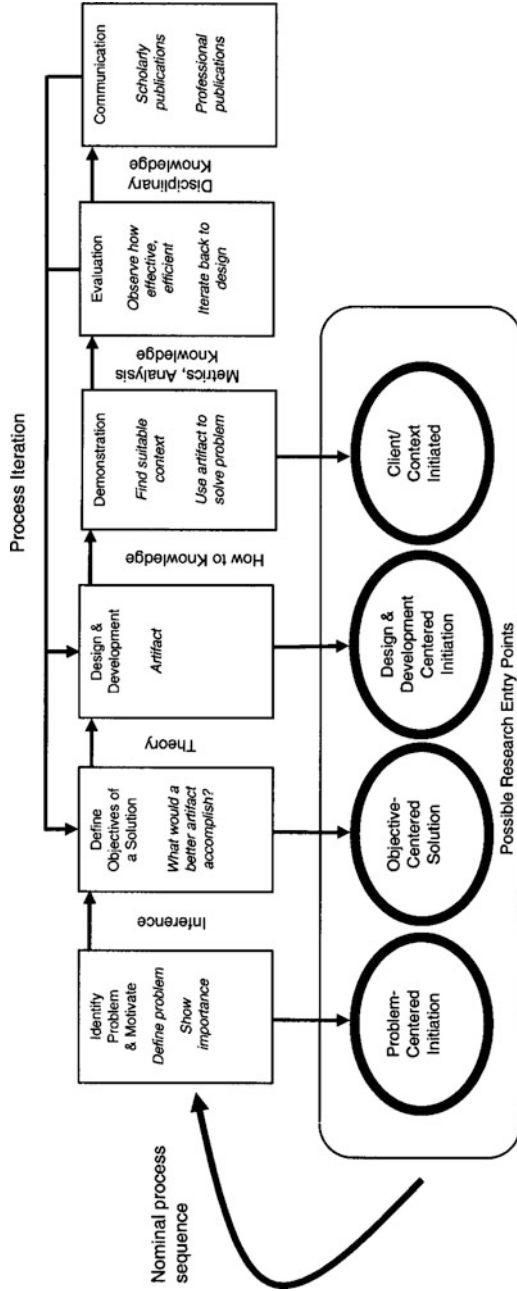 Process Iteration
Identify
Problem
& Motivate
Define problem
Show
importance
Inference
Define
Objectives of
a Solution
What would a
better artifact
accomplish?
Theory
Design &
Development
Artifact
How to Knowledge
Demonstration
Find suitable
context
Use artifact to
solve problem
Metrics, Analysis
Knowledge
Evaluation
Observe how
effective,
efficient
Iterate back to
design
Disciplinary
Knowledge
Communication
Scholarly
publications
Professional
publications
Nominal process
sequence
Problem-
Centered
Initiation
Objective-
Centered
Solution
Design &
Development
Centered
Initiation
Client/
Context
Initiated
Possible Research Entry Points